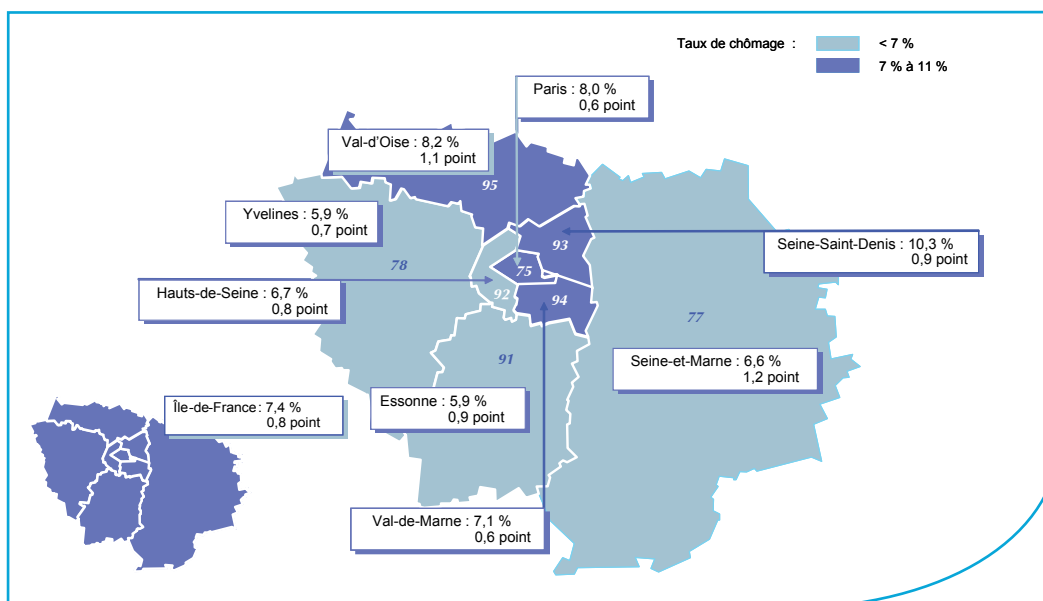 Taux de chômage :
< 7 %
7 % à 11 %
Paris : 8,0 %
0,6 point
Val-d'Oise : 8,2 %
1,1 point
95
Yvelines : 5,9 %
0,7 point
93
Seine-Saint-Denis : 10,3 %
0,9 point
78
75
Hauts-de-Seine : 6,7 %
0,8 point
92
94
77
91
Seine-et-Marne : 6,6 %
1,2 point
Essonne : 5,9 %
0,9 point
Île-de-France : 7,4 %
0,8 point
Val-de-Marne : 7,1 %
0,6 point